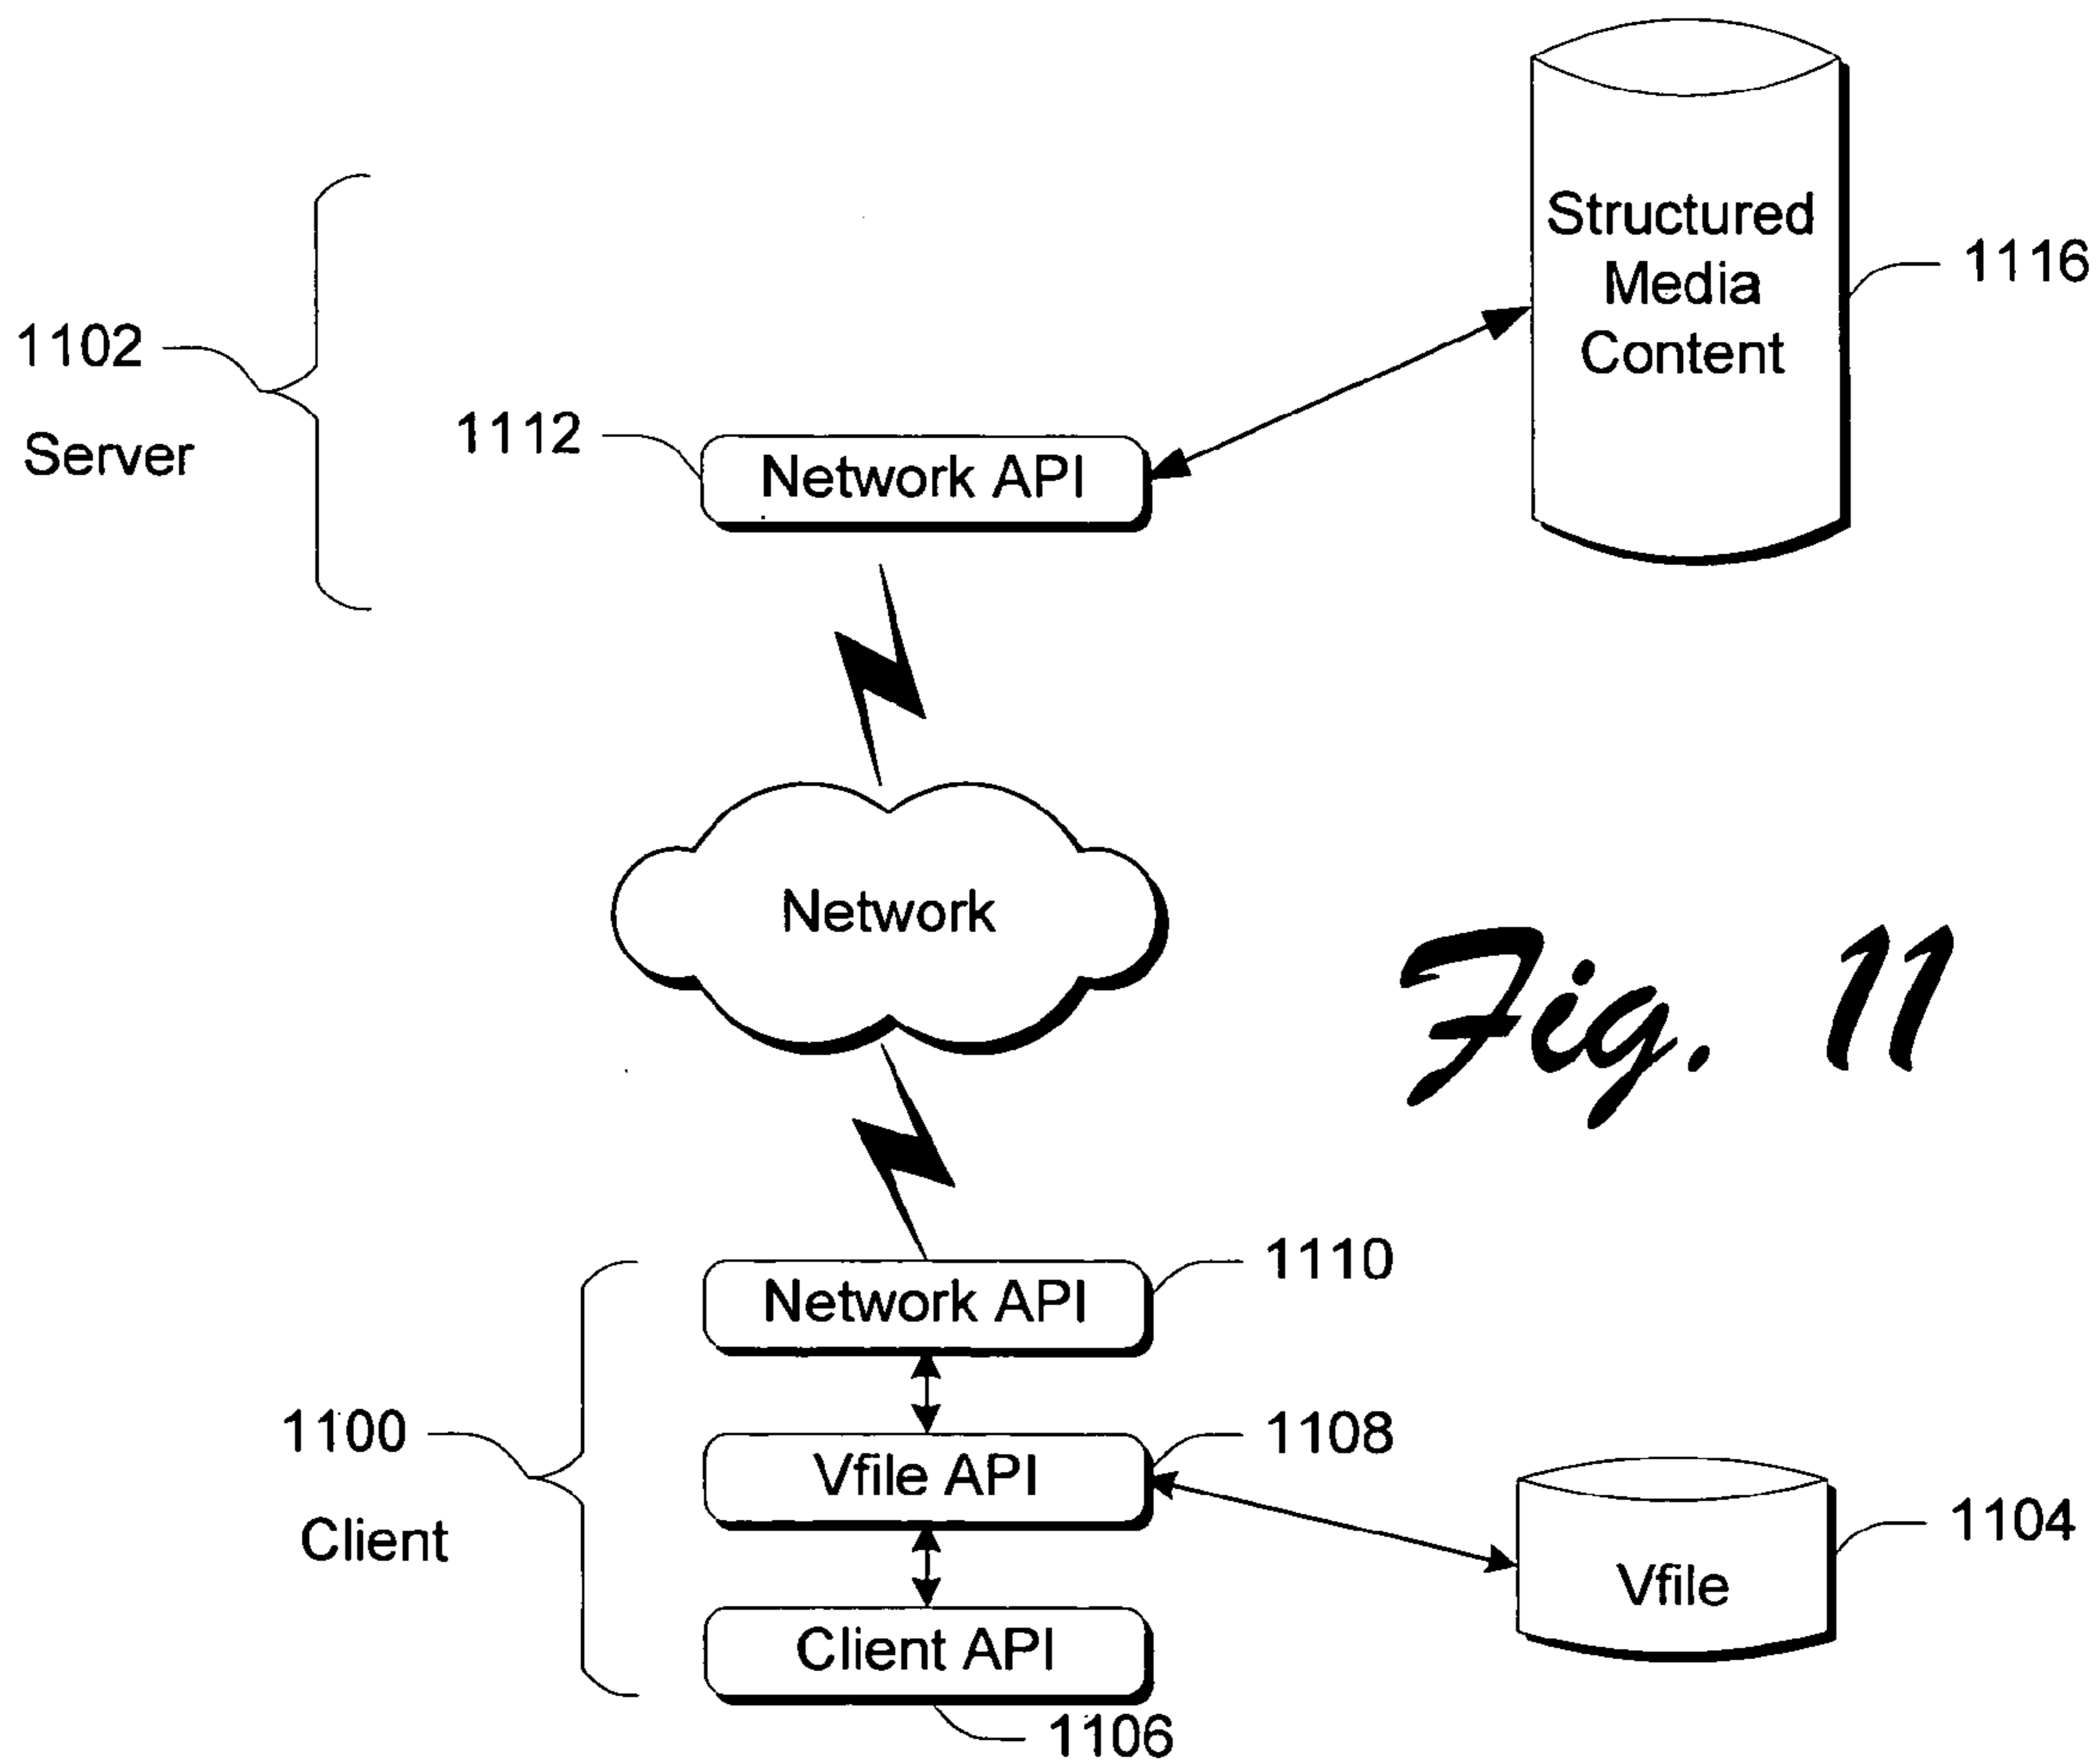 Structured
Media
Content
1116
1102
Server
1112
Network API
Network
Fig. 11
Network API
1110
1100
Client
Vfile API
1108
Vfile
1104
Client API
1106